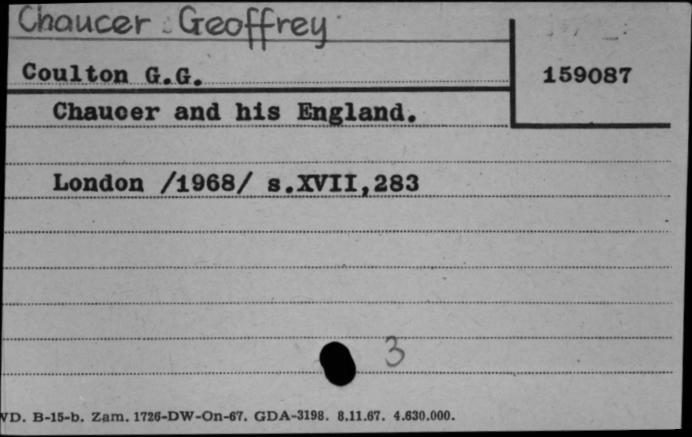 Chaucer Geoffrey
Coulton G.G.
159087
Chaucer and his England.
London /1968/ s.XVII,283
3
VD. B-15-b. Zam. 1726-DW-On-67. GDA-3198. 8.11.67. 4.630.000.